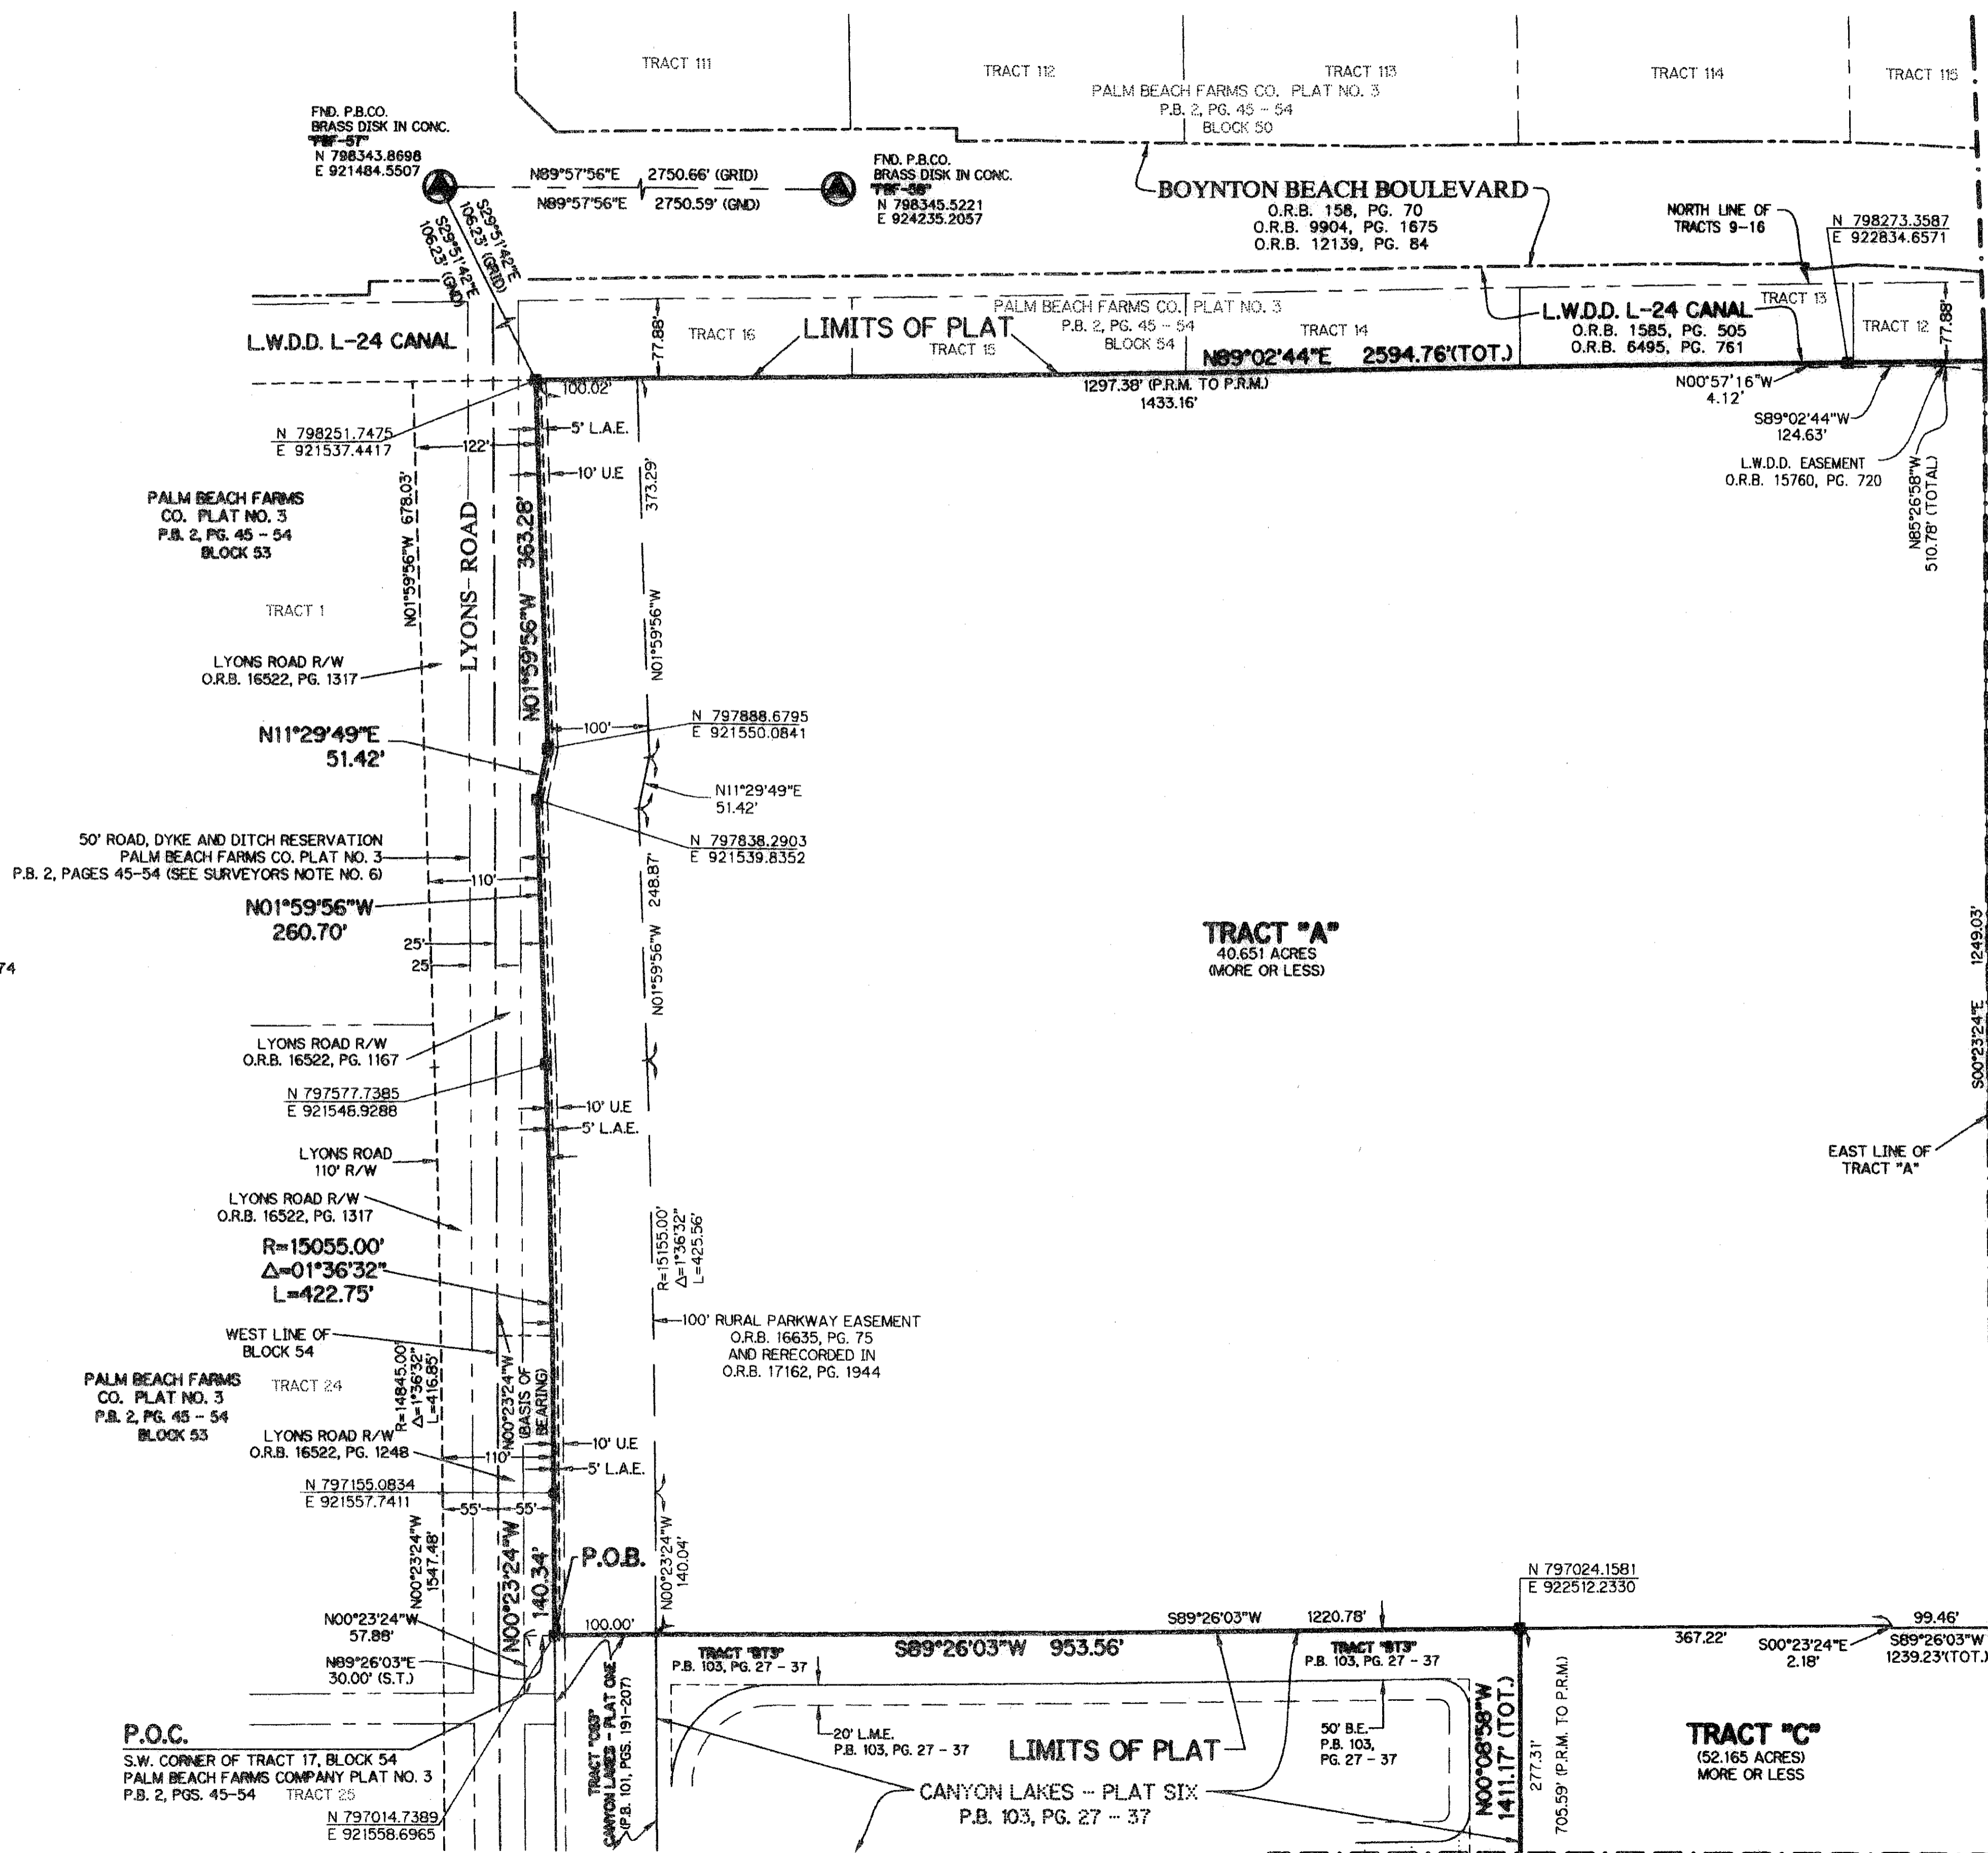 TRACT 111
TRACT 112
TRACT 113
TRACT 114
TRACT 115
PALM BEACH FARMS CO. PLAT NO. 3
P.B. 2, PG. 45 - 54
BLOCK 50
FND. P.B.CO.
BRASS DISK IN CONC.
"PBF-57"
N 798343.8698
E 921484.5507
N89°57'56"E 2750.66' (GRID)
N89°57'56"E 2750.59' (GND)
FND. P.B.CO.
BRASS DISK IN CONC.
"PBF-58"
N 798345.5221
E 924235.2057
BOYNTON BEACH BOULEVARD
O.R.B. 158, PG. 70
O.R.B. 9904, PG. 1675
O.R.B. 12139, PG. 84
NORTH LINE OF
TRACTS 9-16
N 798273.3587
E 922834.6571
S29°51'42"E
106.23' (GRID)
S29°51'42"E
106.23' (GND)
L.W.D.D. L-24 CANAL
77.88'
TRACT 16
LIMITS OF PLAT
TRACT 15
PALM BEACH FARMS CO. PLAT NO. 3
P.B. 2, PG. 45 - 54
BLOCK 54
TRACT 14
L.W.D.D. L-24 CANAL
O.R.B. 1585, PG. 505
O.R.B. 6495, PG. 761
TRACT 13
TRACT 12
77.88'
N89°02'44"E 2594.76'(TOT.)
1297.38' (P.R.M. TO P.R.M.)
1433.16'
N00°57'16"W
4.12'
S89°02'44"W
124.63'
L.W.D.D. EASEMENT
O.R.B. 15760, PG. 720
N85°26'58"W
510.78' (TOTAL)
100.02'
5' L.A.E.
10' U.E
N 798251.7475
E 921537.4417
122'
373.29'
N01°59'56"W
PALM BEACH FARMS
CO. PLAT NO. 3
P.B. 2, PG. 45 - 54
BLOCK 53
N01°59'56"W 678.03'
LYONS ROAD
N01°59'56"W 363.28'
TRACT 1
LYONS ROAD R/W
O.R.B. 16522, PG. 1317
N11°29'49"E
51.42'
100'
N 797888.6795
E 921550.0841
N11°29'49"E
51.42'
N 797838.2903
E 921539.8352
50' ROAD, DYKE AND DITCH RESERVATION
PALM BEACH FARMS CO. PLAT NO. 3
P.B. 2, PAGES 45-54 (SEE SURVEYORS NOTE NO. 6)
110'
N01°59'56"W
260.70'
25'
25'
74
N01°59'56"W 248.87'
TRACT "A"
40.651 ACRES
(MORE OR LESS)
S00°23'24"E 1249.03'
LYONS ROAD R/W
O.R.B. 16522, PG. 1167
N 797577.7385
E 921548.9288
10' U.E
5' L.A.E.
LYONS ROAD
110' R/W
LYONS ROAD R/W
O.R.B. 16522, PG. 1317
EAST LINE OF
TRACT "A"
R=15055.00'
Δ=01°36'32"
L=422.75'
R=15155.00'
Δ=1°36'32"
L=425.56'
100' RURAL PARKWAY EASEMENT
O.R.B. 16635, PG. 75
AND RERECORDED IN
O.R.B. 17162, PG. 1944
WEST LINE OF
BLOCK 54
PALM BEACH FARMS
CO. PLAT NO. 3
P.B. 2, PG. 45 - 54
BLOCK 53
TRACT 24
R=14845.00'
Δ=1°36'32"
L=416.85'
N00°23'24"W
(BASIS OF
BEARING)
LYONS ROAD R/W
O.R.B. 16522, PG. 1248
110'
10' U.E
5' L.A.E.
N 797155.0834
E 921557.7411
55'
55'
N00°23'24"W
1547.48'
N00°23'24"W
140.34'
P.O.B.
N00°23'24"W
140.04'
N 797024.1581
E 922512.2330
N00°23'24"W
57.88'
N89°26'03"E
30.00' (S.T.)
100.00'
S89°26'03"W 1220.78'
S89°26'03"W 953.56'
TRACT "BT3"
P.B. 103, PG. 27 - 37
TRACT "BT3"
P.B. 103, PG. 27 - 37
367.22'
S00°23'24"E
2.18'
99.46'
S89°26'03"W
1239.23'(TOT.)
P.O.C.
S.W. CORNER OF TRACT 17, BLOCK 54
PALM BEACH FARMS COMPANY PLAT NO. 3
P.B. 2, PGS. 45-54
TRACT 25
N 797014.7389
E 921558.6965
CANYON LAKES - PLAT ONE
(P.B. 101, PGS. 191-207)
20' L.M.E.
P.B. 103, PG. 27 - 37
LIMITS OF PLAT
50' B.E.
P.B. 103,
PG. 27 - 37
CANYON LAKES - PLAT SIX
P.B. 103, PG. 27 - 37
N00°08'58"W
1411.17' (TOT.)
277.31'
705.59' (P.R.M. TO P.R.M.)
TRACT "C"
(52.165 ACRES)
MORE OR LESS